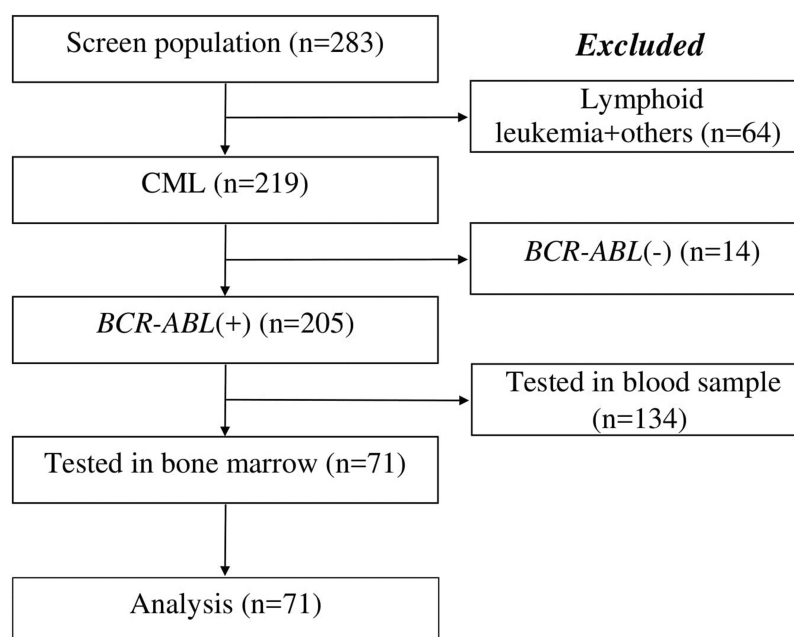 Screen population (n=283)
Excluded
Lymphoid
leukemia+others (n=64)
CML (n=219)
BCR-ABL(-) (n=14)
BCR-ABL(+) (n=205)
Tested in blood sample
(n=134)
Tested in bone marrow (n=71)
Analysis (n=71)